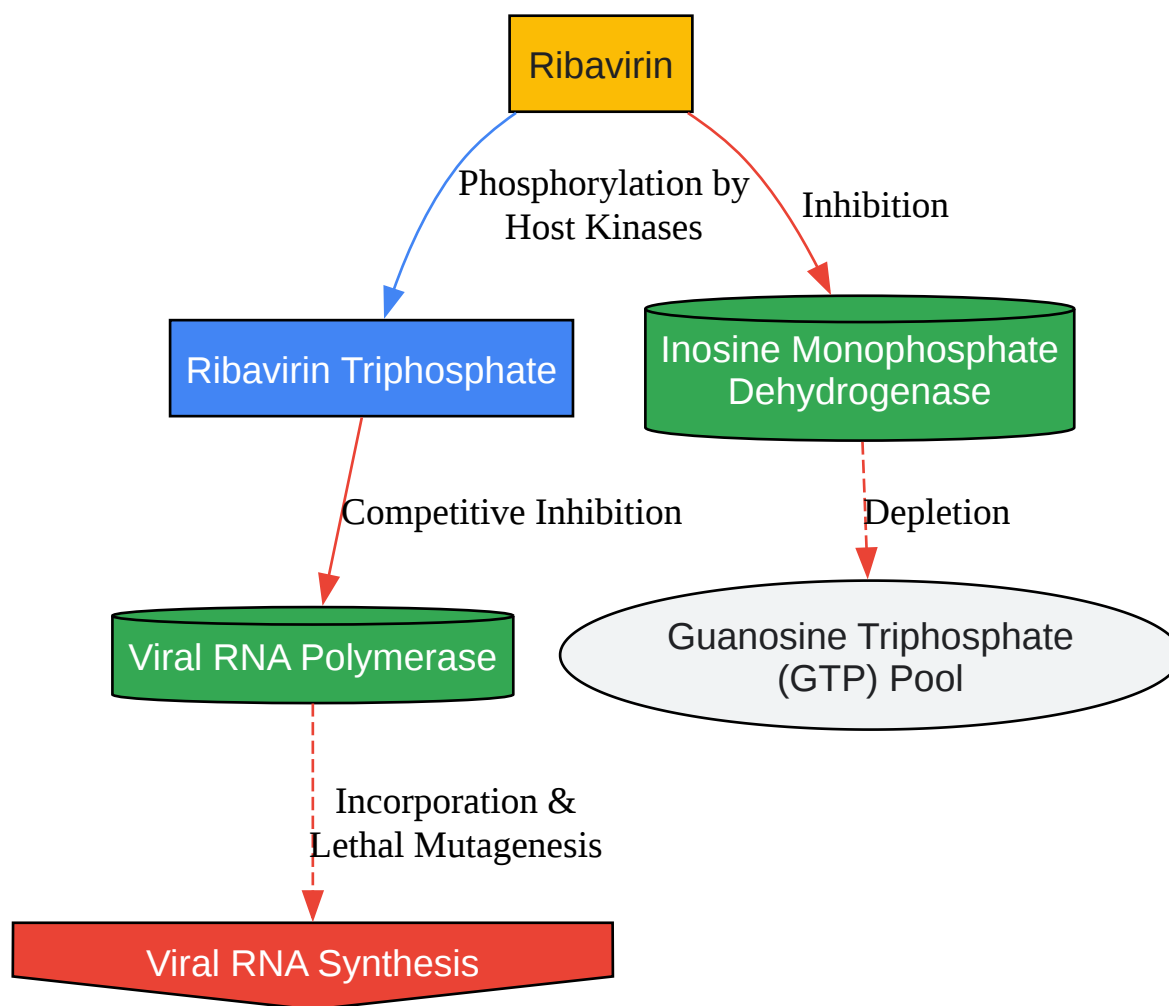 Ribavirin
Phosphorylation by
Host Kinases
Inhibition
Ribavirin Triphosphate
Inosine Monophosphate
Dehydrogenase
Competitive Inhibition
Depletion
Viral RNA Polymerase
Guanosine Triphosphate
(GTP) Pool
Incorporation &
Lethal Mutagenesis
Viral RNA Synthesis